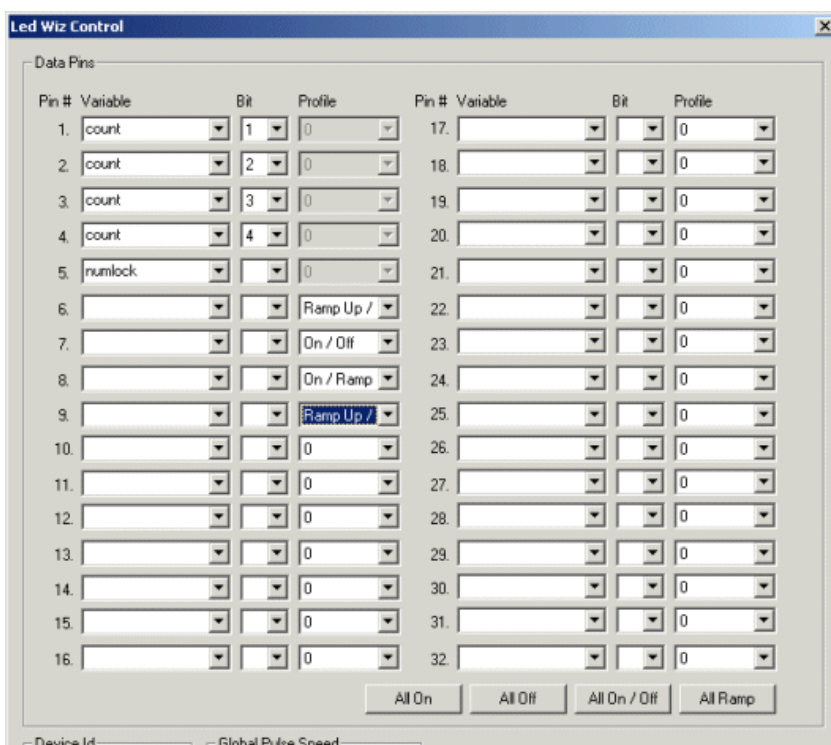 Led Wiz Control
Data Pins
Pin # Variable Bit Profile Pin # Variable Bit Profile
1. count 1 0 17. 0
2. count 2 0 18. 0
3. count 3 0 19. 0
4. count 4 0 20. 0
5. numlock 0 21. 0
6. Ramp Up / 22. 0
7. On / Off 23. 0
8. On / Ramp 24. 0
9. Ramp Up / 25. 0
10. 0 26. 0
11. 0 27. 0
12. 0 28. 0
13. 0 29. 0
14. 0 30. 0
15. 0 31. 0
16. 0 32. 0
All On All Off All On / Off All Ramp
Device Id Global Pulse Speed